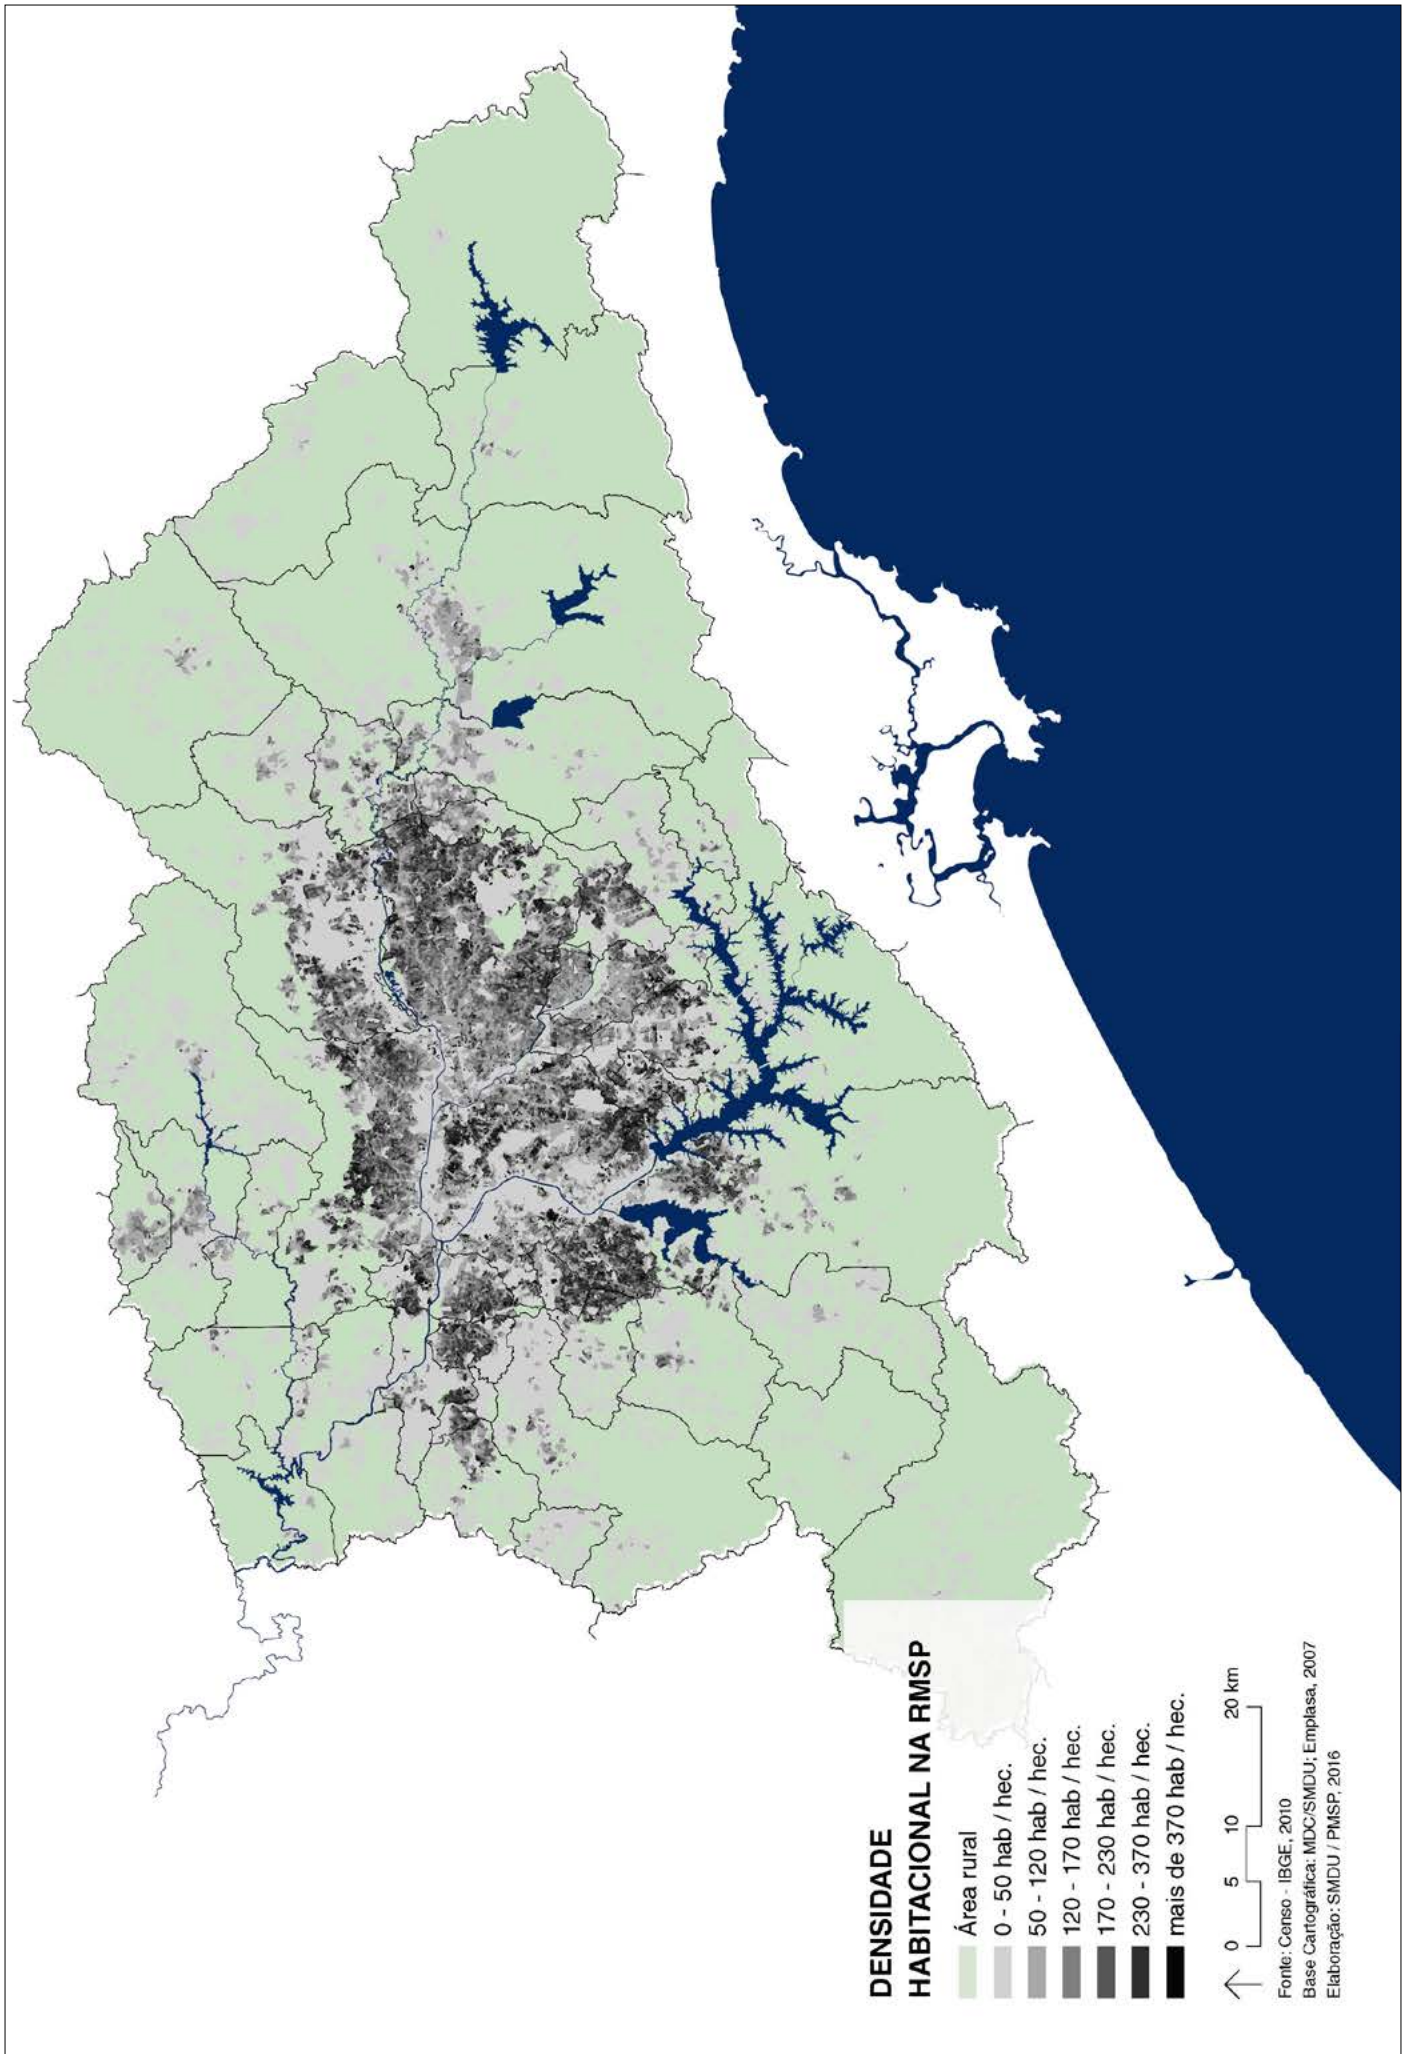 DENSIDADE
HABITACIONAL NA RMSP
Área rural
0 - 50 hab / hec.
50 - 120 hab / hec.
120 - 170 hab / hec.
170 - 230 hab / hec.
230 - 370 hab / hec.
mais de 370 hab / hec.
0 5 10 20 km
Fonte: Censo - IBGE, 2010
Base Cartográfica: MDC/SMDU; Emplasa, 2007
Elaboração: SMDU / PMSP, 2016